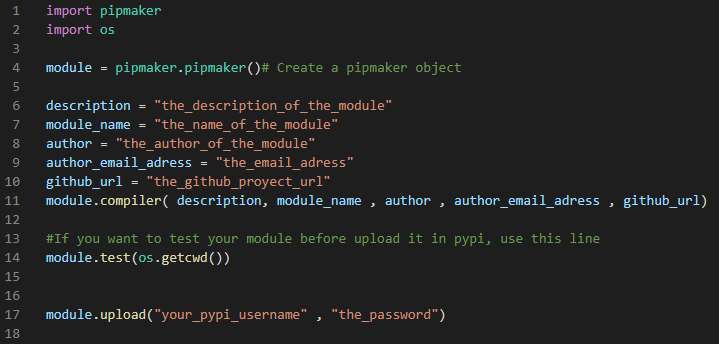 1 import pipmaker
2 import os
3
4 module = pipmaker.pipmaker()# Create a pipmaker object
5
6 description = "the_description_of_the_module"
7 module_name = "the_name_of_the_module"
8 author = "the_author_of_the_module"
9 author_email_adress = "the_email_adress"
10 github_url = "the_github_proyect_url"
11 module.compiler( description, module_name , author , author_email_adress , github_url)
12
13 #If you want to test your module before upload it in pypi, use this line
14 module.test(os.getcwd())
15
16
17 module.upload("your_pypi_username" , "the_password")
18